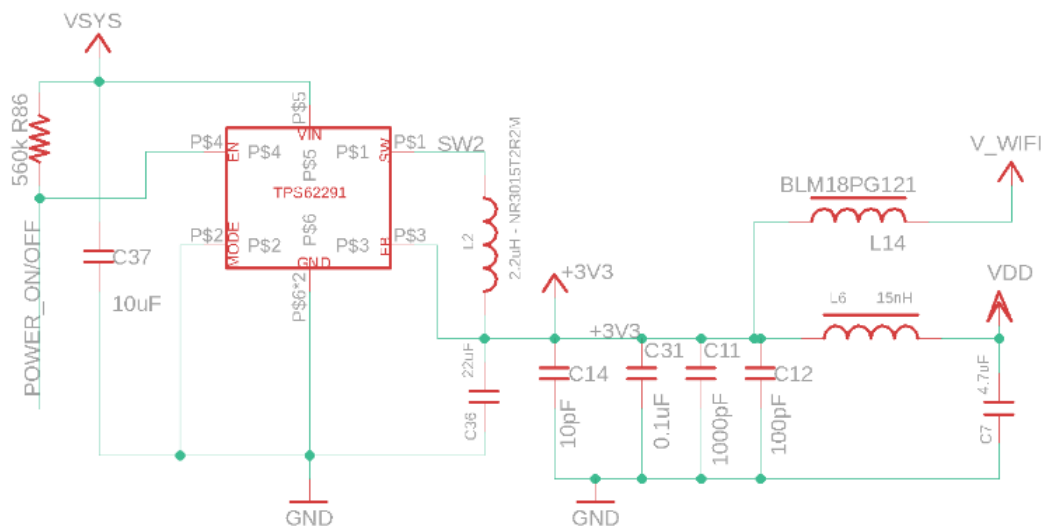 VSYS
560k R86
P$5
VIN
P$4
EN
P$4
P$5
P$1
SW
P$1
SW2
TPS62291
P$6
P$2
MODE
P$2
P$3
FB
P$3
GND
P$6*2
C37
10uF
POWER_ON/OFF
L2
2.2uH - NR3015T2R2M
V_WIFI
BLM18PG121
L14
+3V3
VDD
L6
15nH
+3V3
22uF
C36
C14
10pF
C31
0.1uF
C11
1000pF
C12
100pF
4.7uF
C7
GND
GND